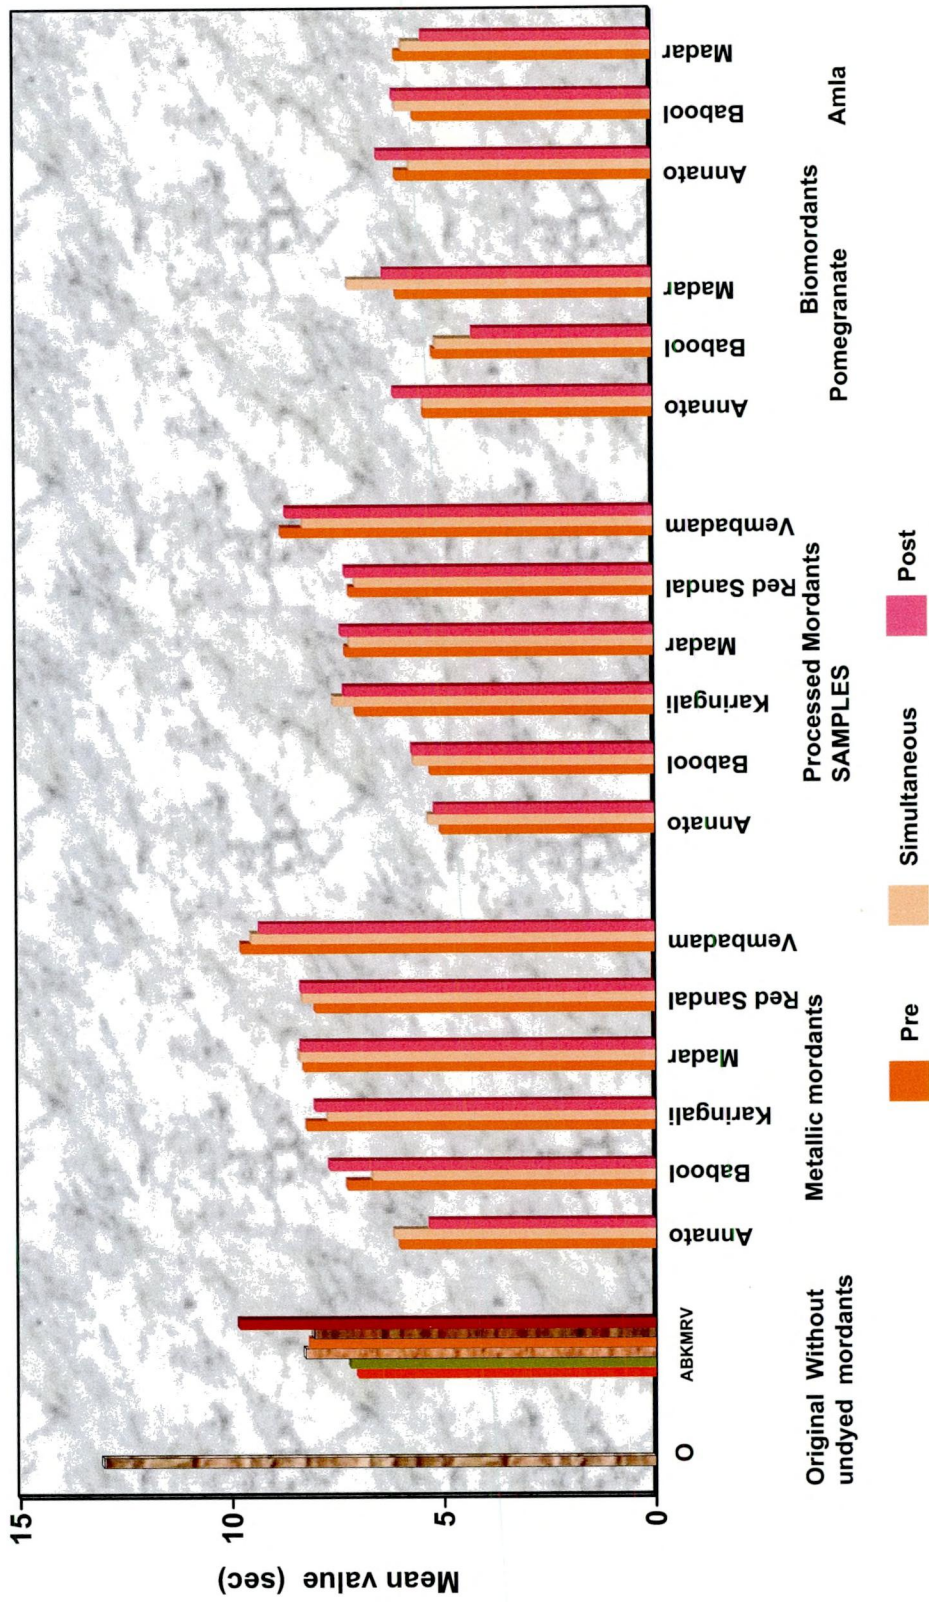 Mean value (sec)
15
10
5
0
O
ABKMRV
Annato
Babool
Karingali
Madar
Red Sandal
Vembadam
Annato
Babool
Karingali
Madar
Red Sandal
Vembadam
Annato
Babool
Madar
Annato
Babool
Madar
Original Without
undyed mordants
Metallic mordants
Processed Mordants
SAMPLES
Biomordants
Pomegranate
Amla
Pre
Simultaneous
Post